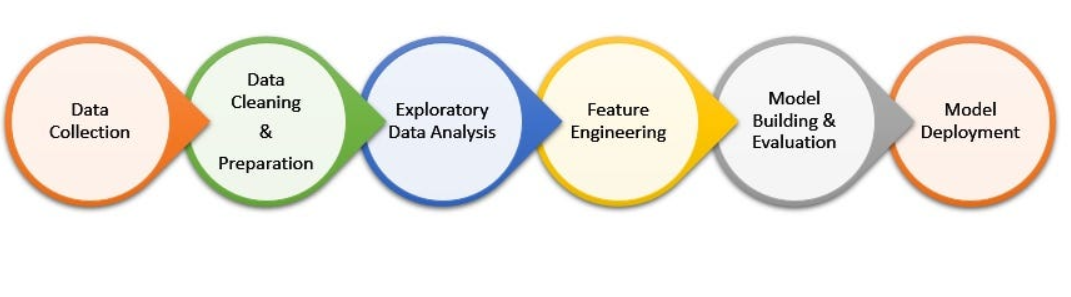 Data
Collection
Data
Cleaning
&
Preparation
Exploratory
Data Analysis
Feature
Engineering
Model
Building &
Evaluation
Model
Deployment